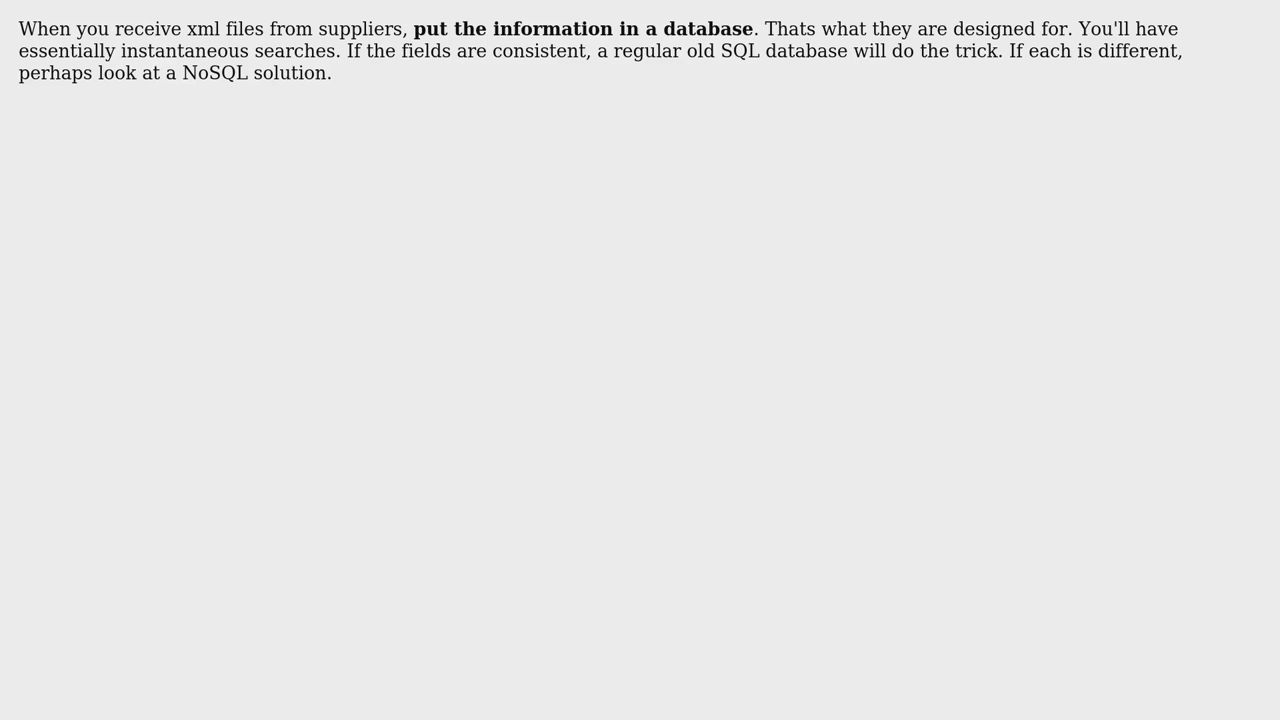 When you receive xml files from suppliers, put the information in a database. Thats what they are designed for. You'll have
essentially instantaneous searches. If the fields are consistent, a regular old SQL database will do the trick. If each is different,
perhaps look at a NoSQL solution.